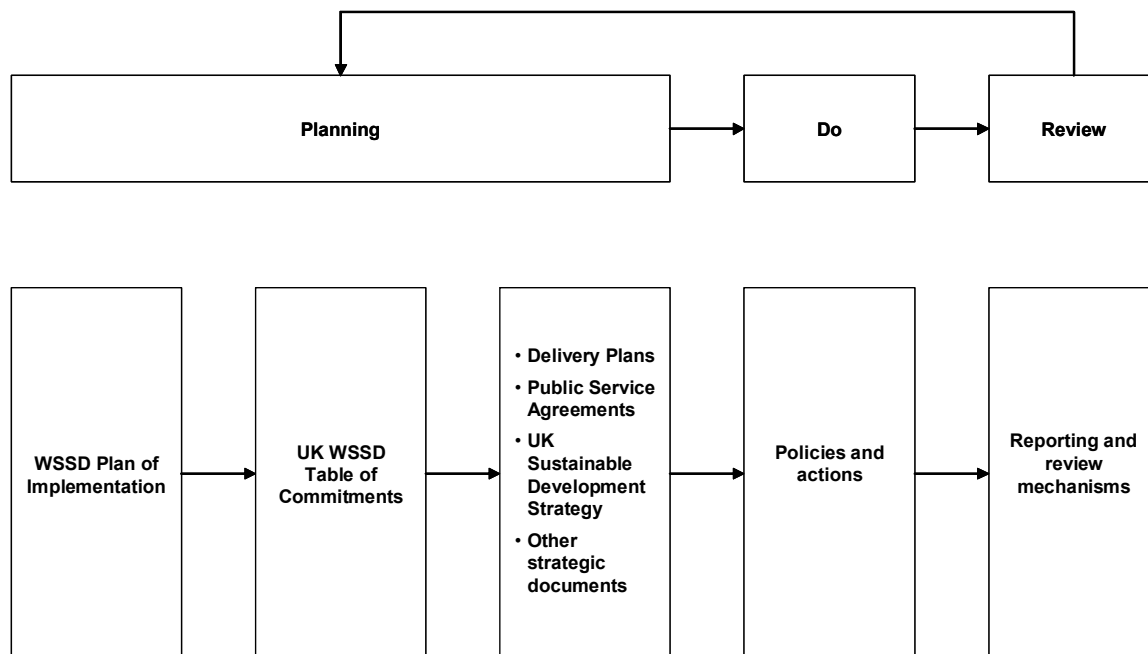 Planning
Do
Review
WSSD Plan of
Implementation
UK WSSD
Table of
Commitments
• Delivery Plans
• Public Service
Agreements
• UK
Sustainable
Development
Strategy
• Other
strategic
documents
Policies and
actions
Reporting and
review
mechanisms